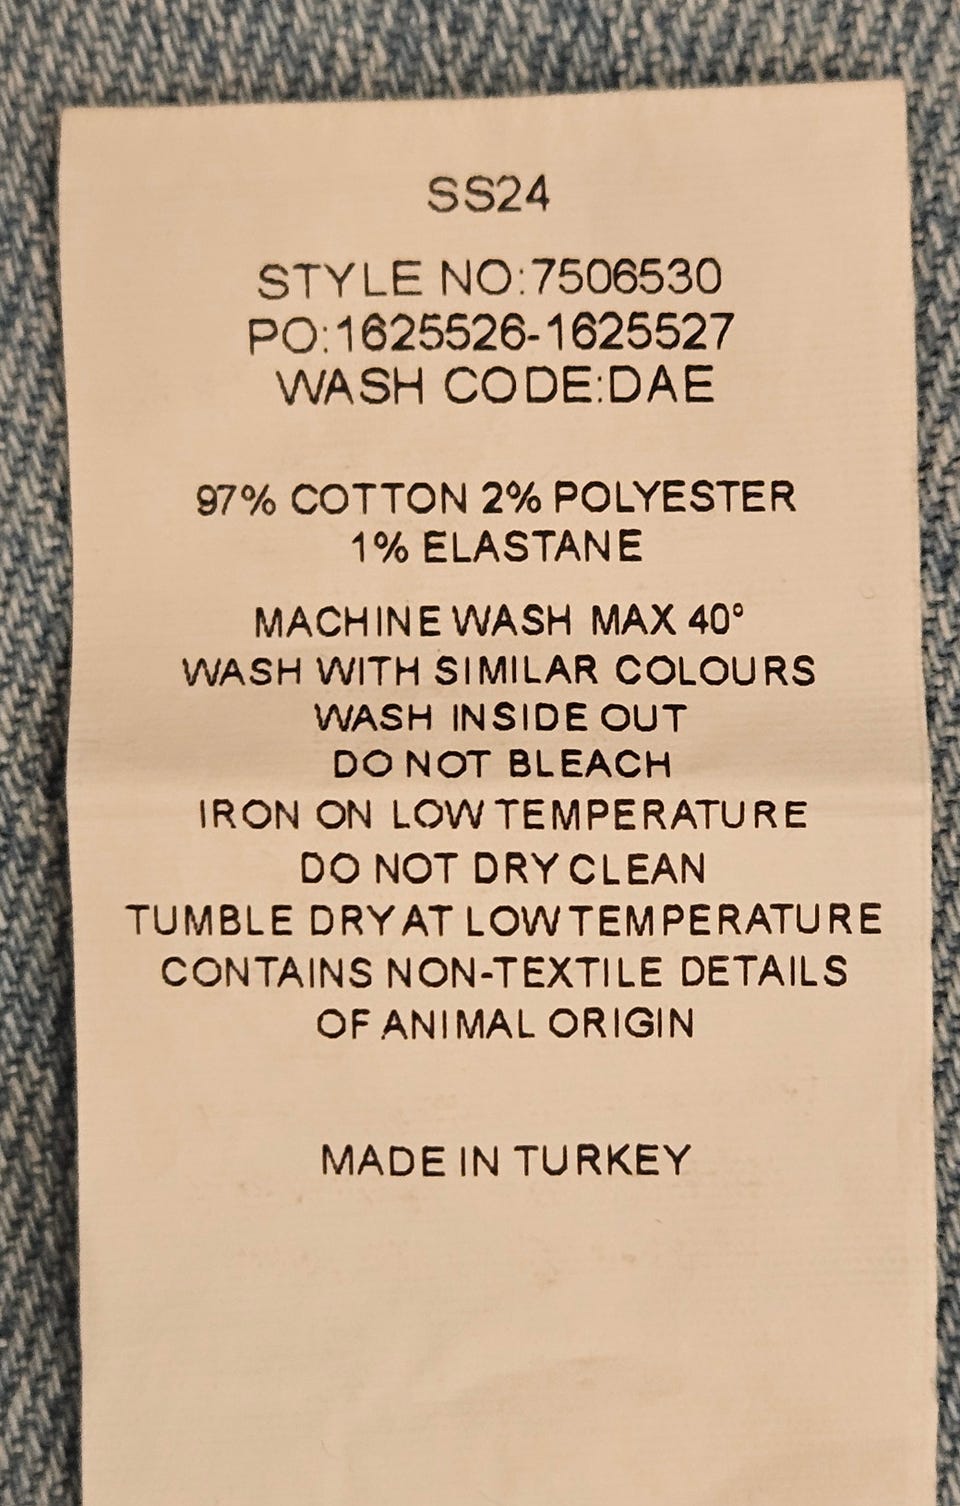 SS24
STYLE NO:7506530
PO:1625526-1625527
WASH CODE:DAE
97% COTTON 2% POLYESTER
1% ELASTANE
MACHINE WASH MAX 40°
WASH WITH SIMILAR COLOURS
WASH INSIDE OUT
DO NOT BLEACH
IRON ON LOW TEMPERATURE
DO NOT DRY CLEAN
TUMBLE DRY AT LOW TEMPERATURE
CONTAINS NON-TEXTILE DETAILS
OF ANIMAL ORIGIN
MADE IN TURKEY